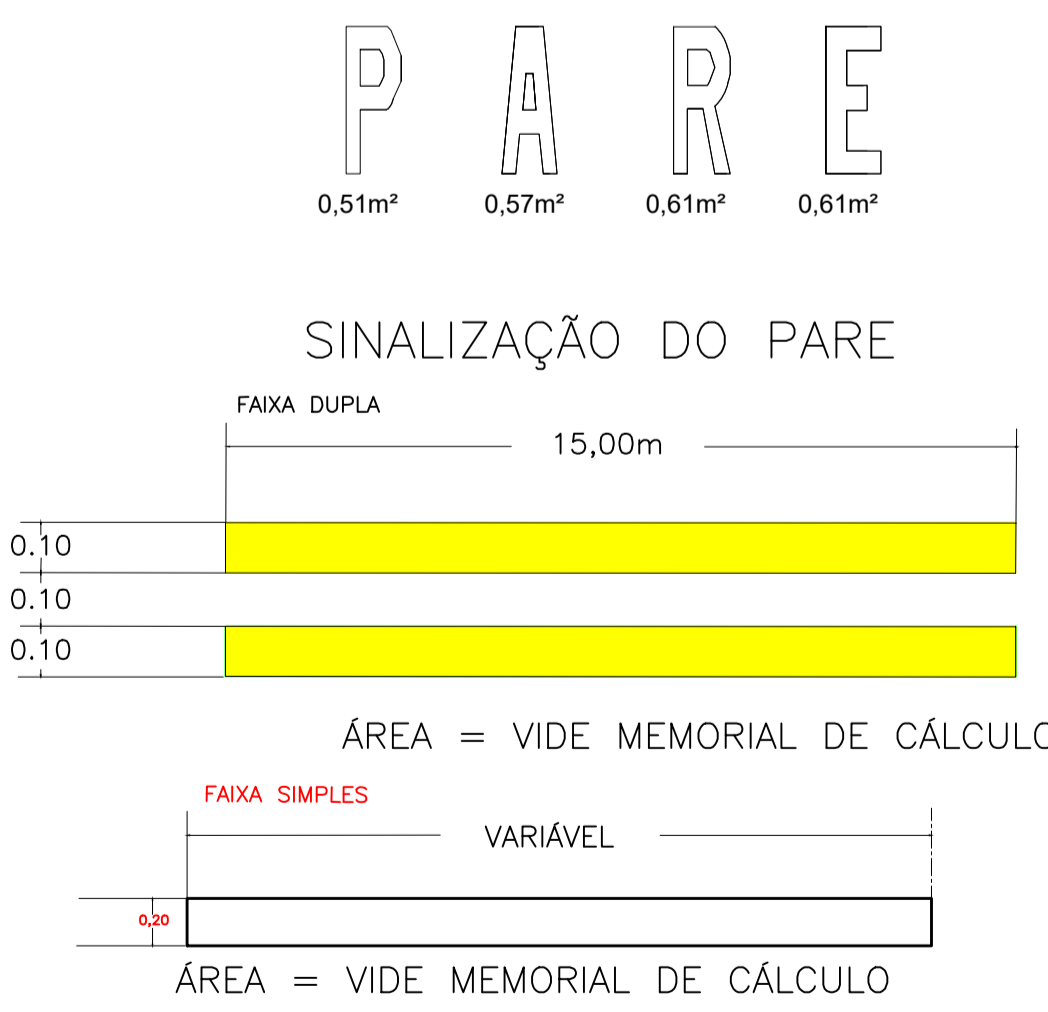 P A R E
0,51m² 0,57m² 0,61m² 0,61m²
SINALIZAÇÃO DO PARE
FAIXA DUPLA
15,00m
0.10
0.10
0.10
ÁREA = VIDE MEMORIAL DE CÁLCULO
FAIXA SIMPLES
VARIÁVEL
0,20
ÁREA = VIDE MEMORIAL DE CÁLCULO